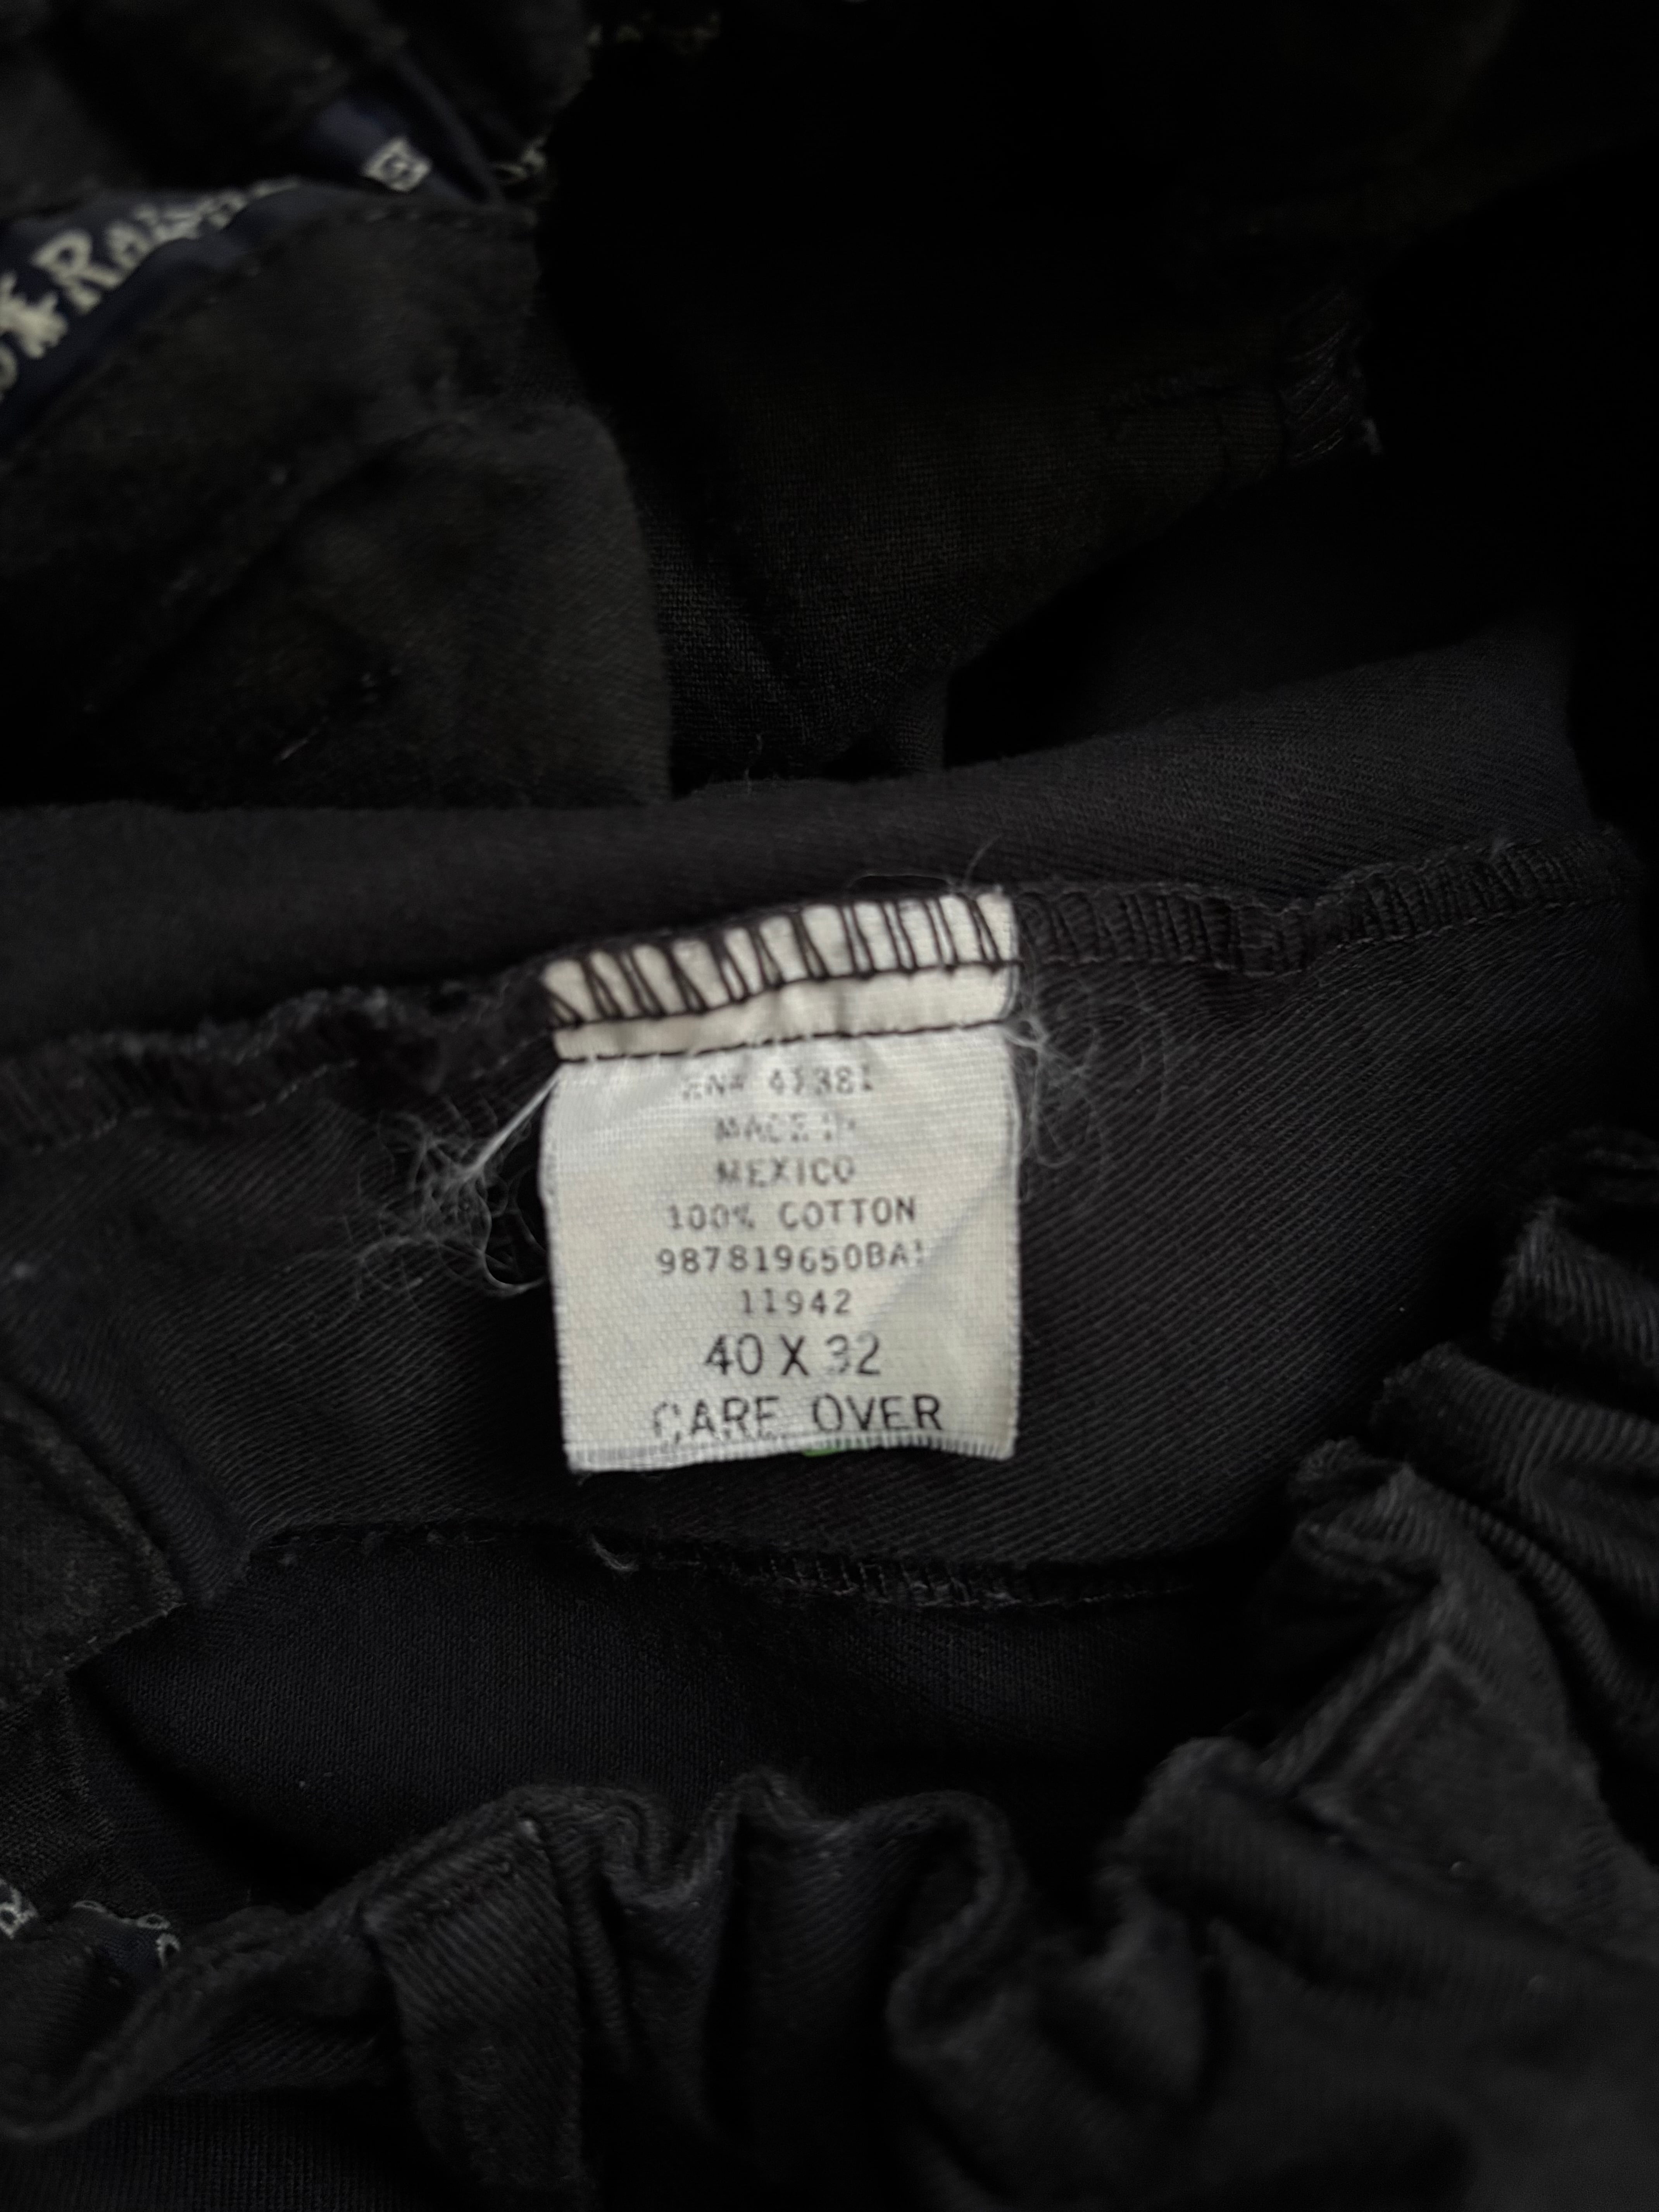 RN# 41381
MADE IN
MEXICO
100% COTTON
987819650BA!
11942
40 X 32
CARE OVER